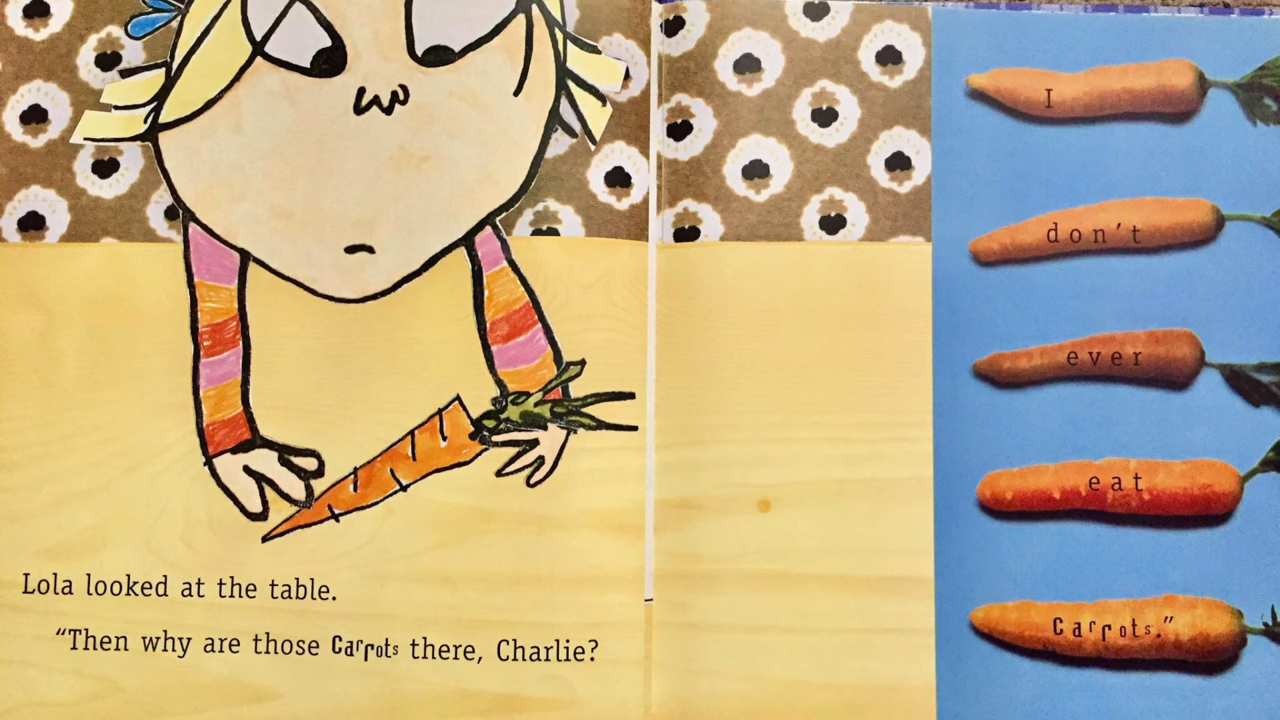 Lola looked at the table.
“Then why are those Carrots there, Charlie?
I
don’t
ever
eat
Carrots.”